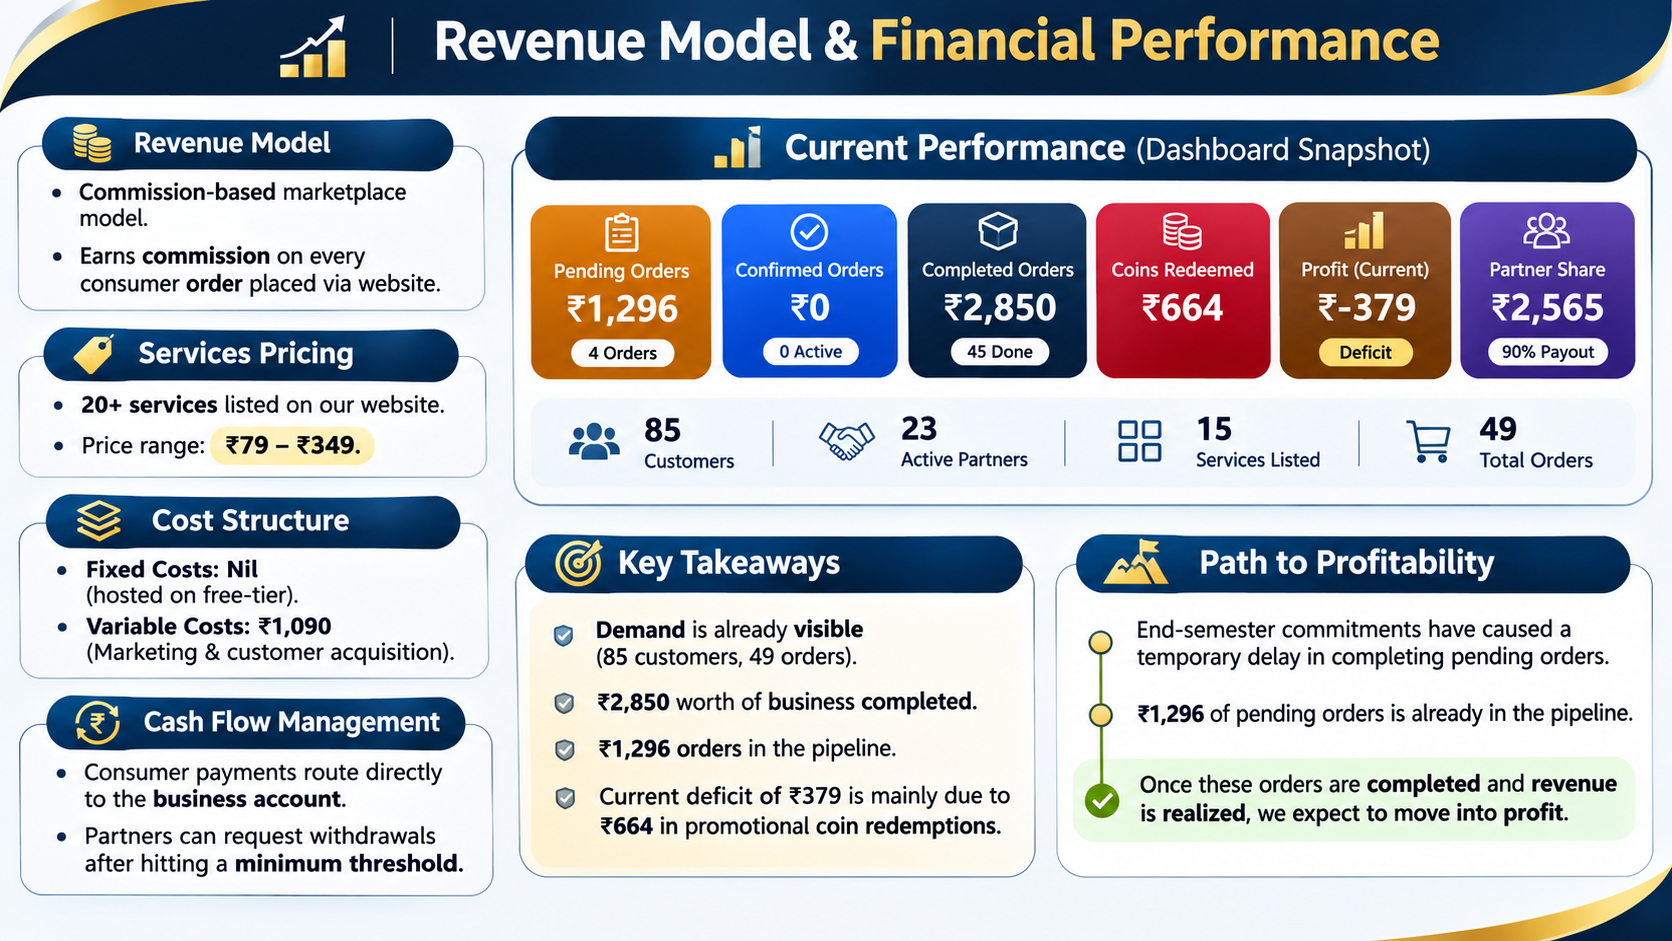 Revenue Model & Financial Performance
Revenue Model
• Commission-based marketplace
model.
• Earns commission on every
consumer order placed via website.
Services Pricing
• 20+ services listed on our website.
• Price range: ₹79 – ₹349.
Cost Structure
• Fixed Costs: Nil
(hosted on free-tier).
• Variable Costs: ₹1,090
(Marketing & customer acquisition).
₹ Cash Flow Management
• Consumer payments route directly
to the business account.
• Partners can request withdrawals
after hitting a minimum threshold.
Current Performance (Dashboard Snapshot)
Pending Orders
₹1,296
4 Orders
Confirmed Orders
₹0
0 Active
Completed Orders
₹2,850
45 Done
Coins Redeemed
₹664
Profit (Current)
₹-379
Deficit
Partner Share
₹2,565
90% Payout
85
Customers
23
Active Partners
15
Services Listed
49
Total Orders
Key Takeaways
Demand is already visible
(85 customers, 49 orders).
₹2,850 worth of business completed.
₹1,296 orders in the pipeline.
Current deficit of ₹379 is mainly due to
₹664 in promotional coin redemptions.
Path to Profitability
End-semester commitments have caused a
temporary delay in completing pending orders.
₹1,296 of pending orders is already in the pipeline.
Once these orders are completed and revenue
is realized, we expect to move into profit.